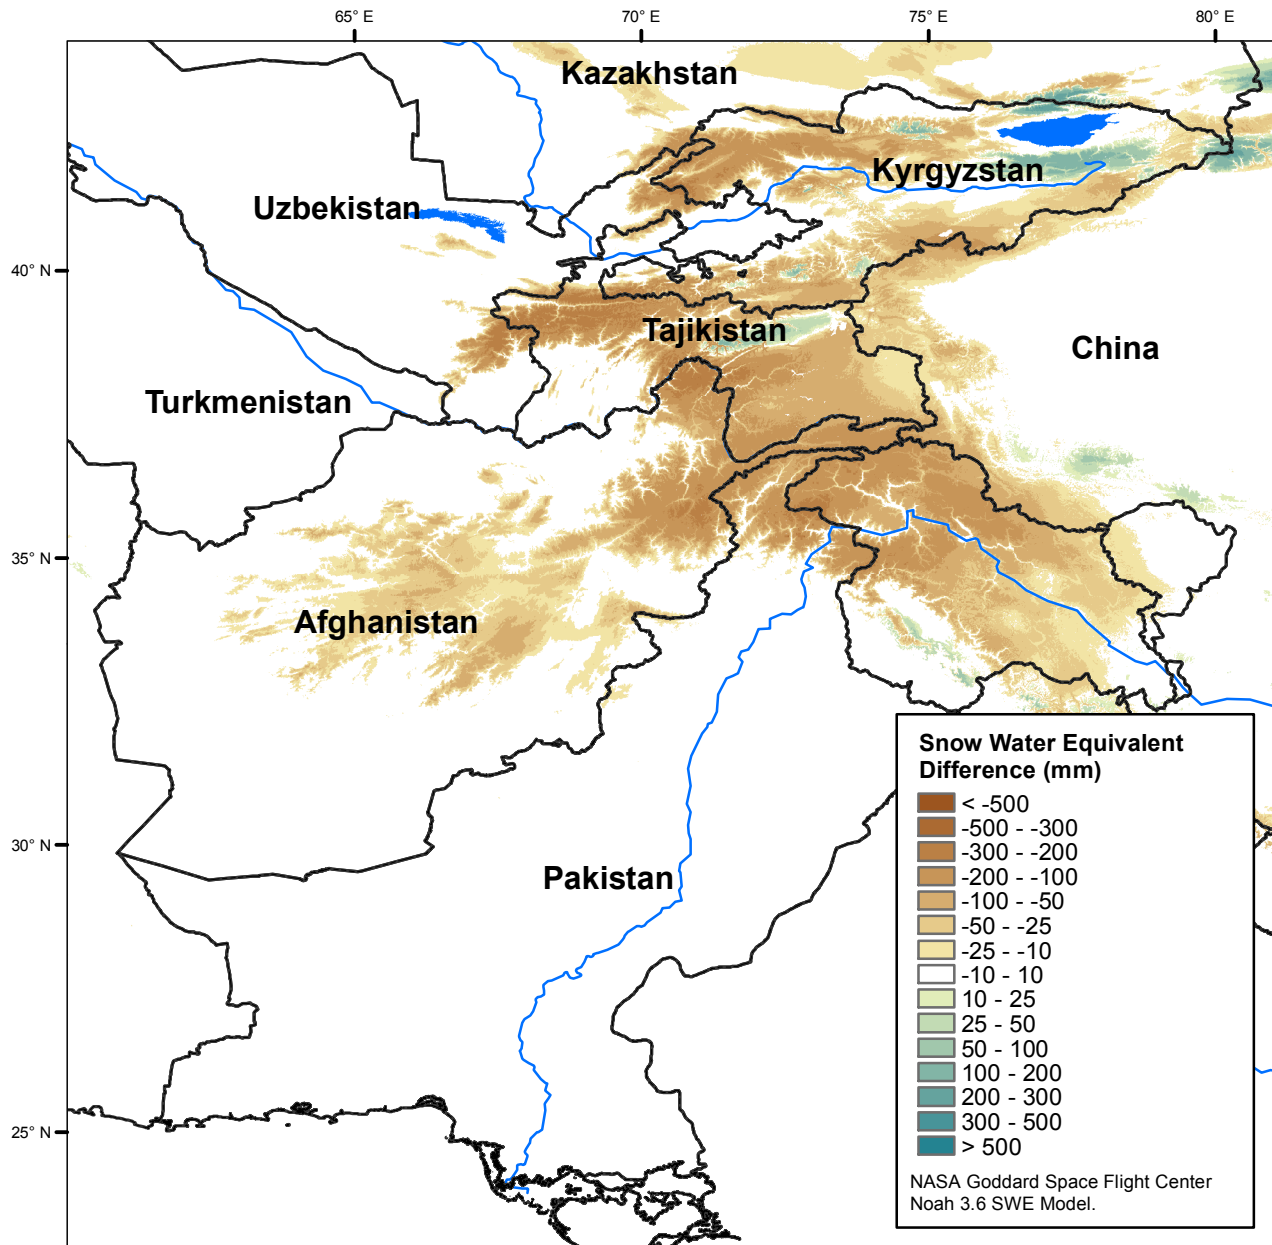 65° E
70° E
75° E
80° E
Kazakhstan
Kyrgyzstan
Uzbekistan
40° N
Tajikistan
China
Turkmenistan
35° N
Afghanistan
Snow Water Equivalent
Difference (mm)
< -500
-500 - -300
-300 - -200
-200 - -100
-100 - -50
-50 - -25
-25 - -10
-10 - 10
10 - 25
25 - 50
50 - 100
100 - 200
200 - 300
300 - 500
> 500
NASA Goddard Space Flight Center
Noah 3.6 SWE Model.
30° N
Pakistan
25° N